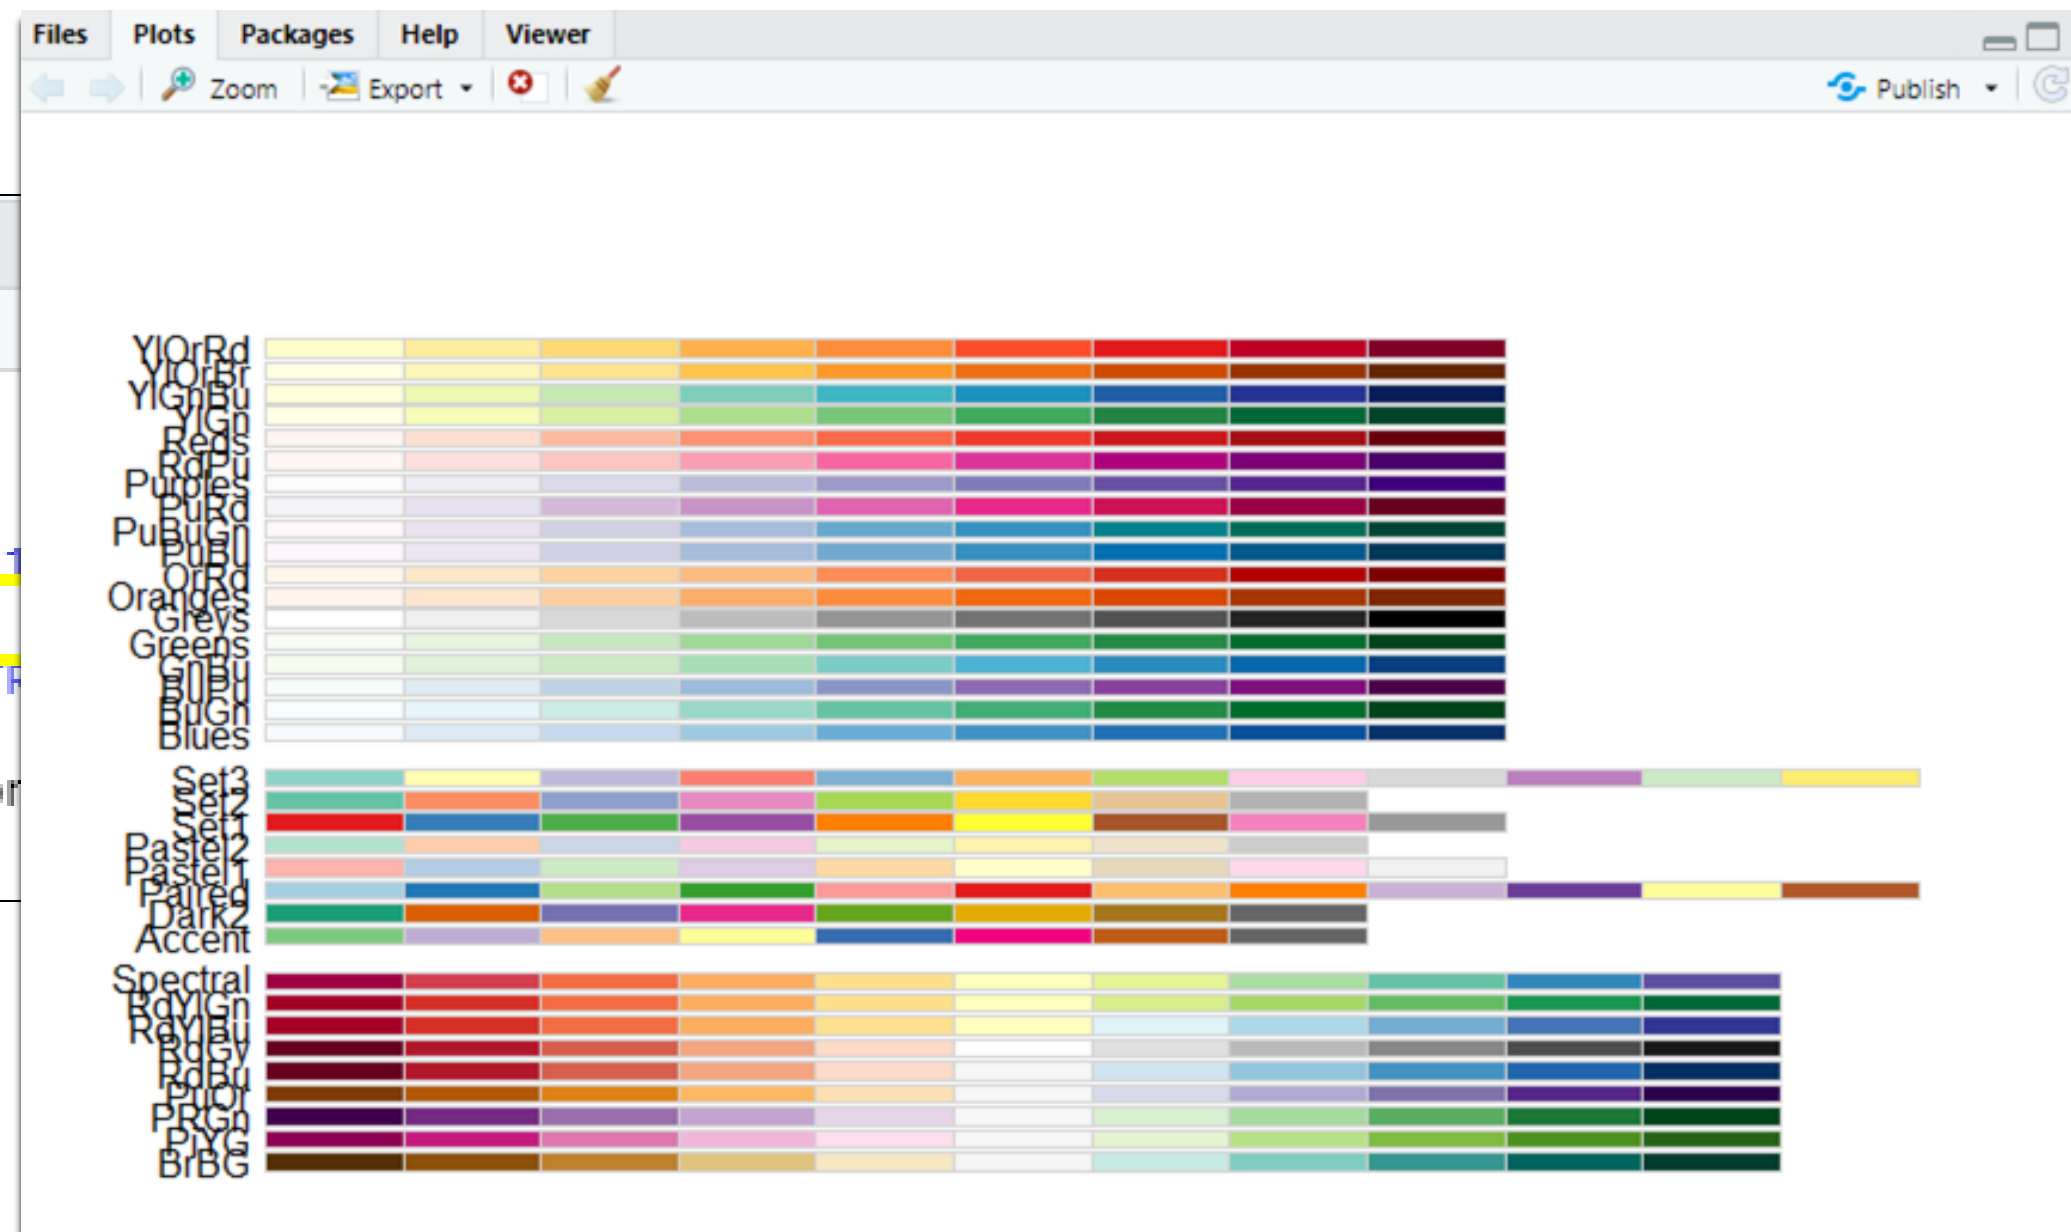 Files Plots Packages Help Viewer
Zoom Export Publish
YlOrRd
YlOrBr
YlGnBu
YlGn
Reds
RdPu
Purples
PuRd
PuBuGn
PuBu
OrRd
Oranges
Greys
Greens
GnBu
BuPu
BuGn
Blues
Set3
Set2
Set1
Pastel2
Pastel1
Paired
Dark2
Accent
Spectral
RdYlGn
RdYlBu
RdGy
RdBu
PuOr
PRGn
PiYG
BrBG